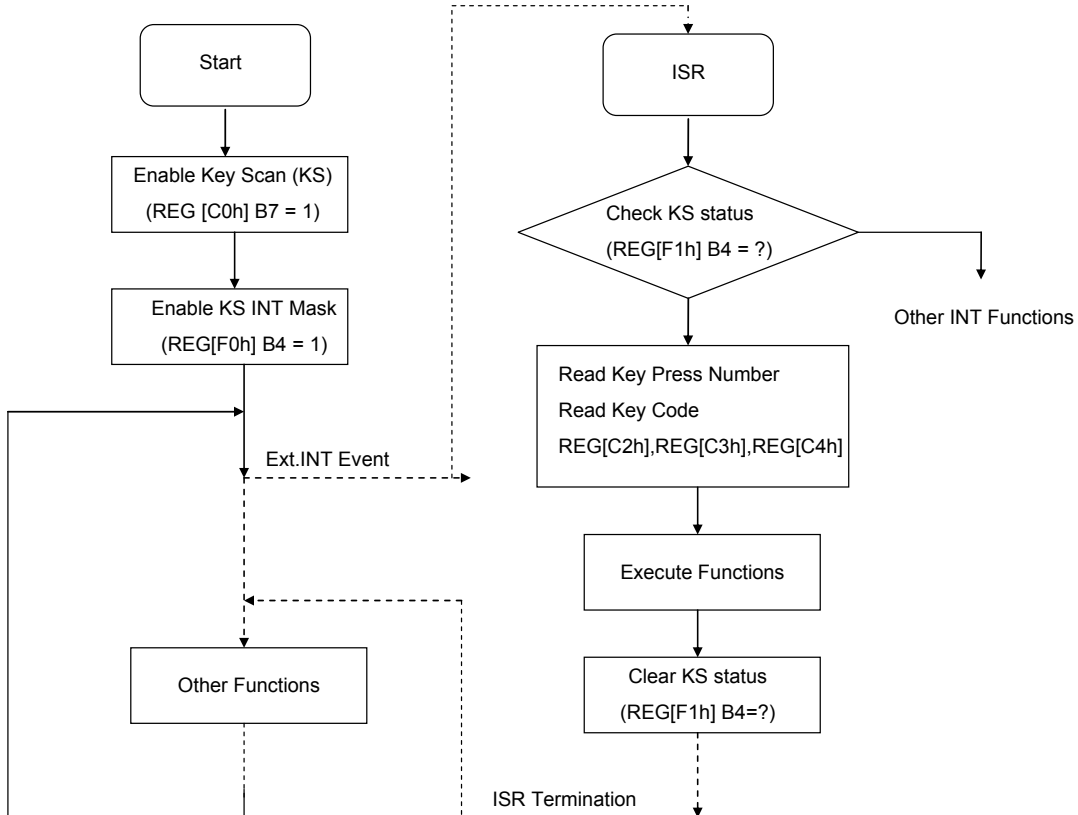 Start
Enable Key Scan (KS)
(REG [C0h] B7 = 1)
Enable KS INT Mask
(REG[F0h] B4 = 1)
Ext.INT Event
Other Functions
ISR
Check KS status
(REG[F1h] B4 = ?)
Other INT Functions
Read Key Press Number
Read Key Code
REG[C2h],REG[C3h],REG[C4h]
Execute Functions
Clear KS status
(REG[F1h] B4=?)
ISR Termination